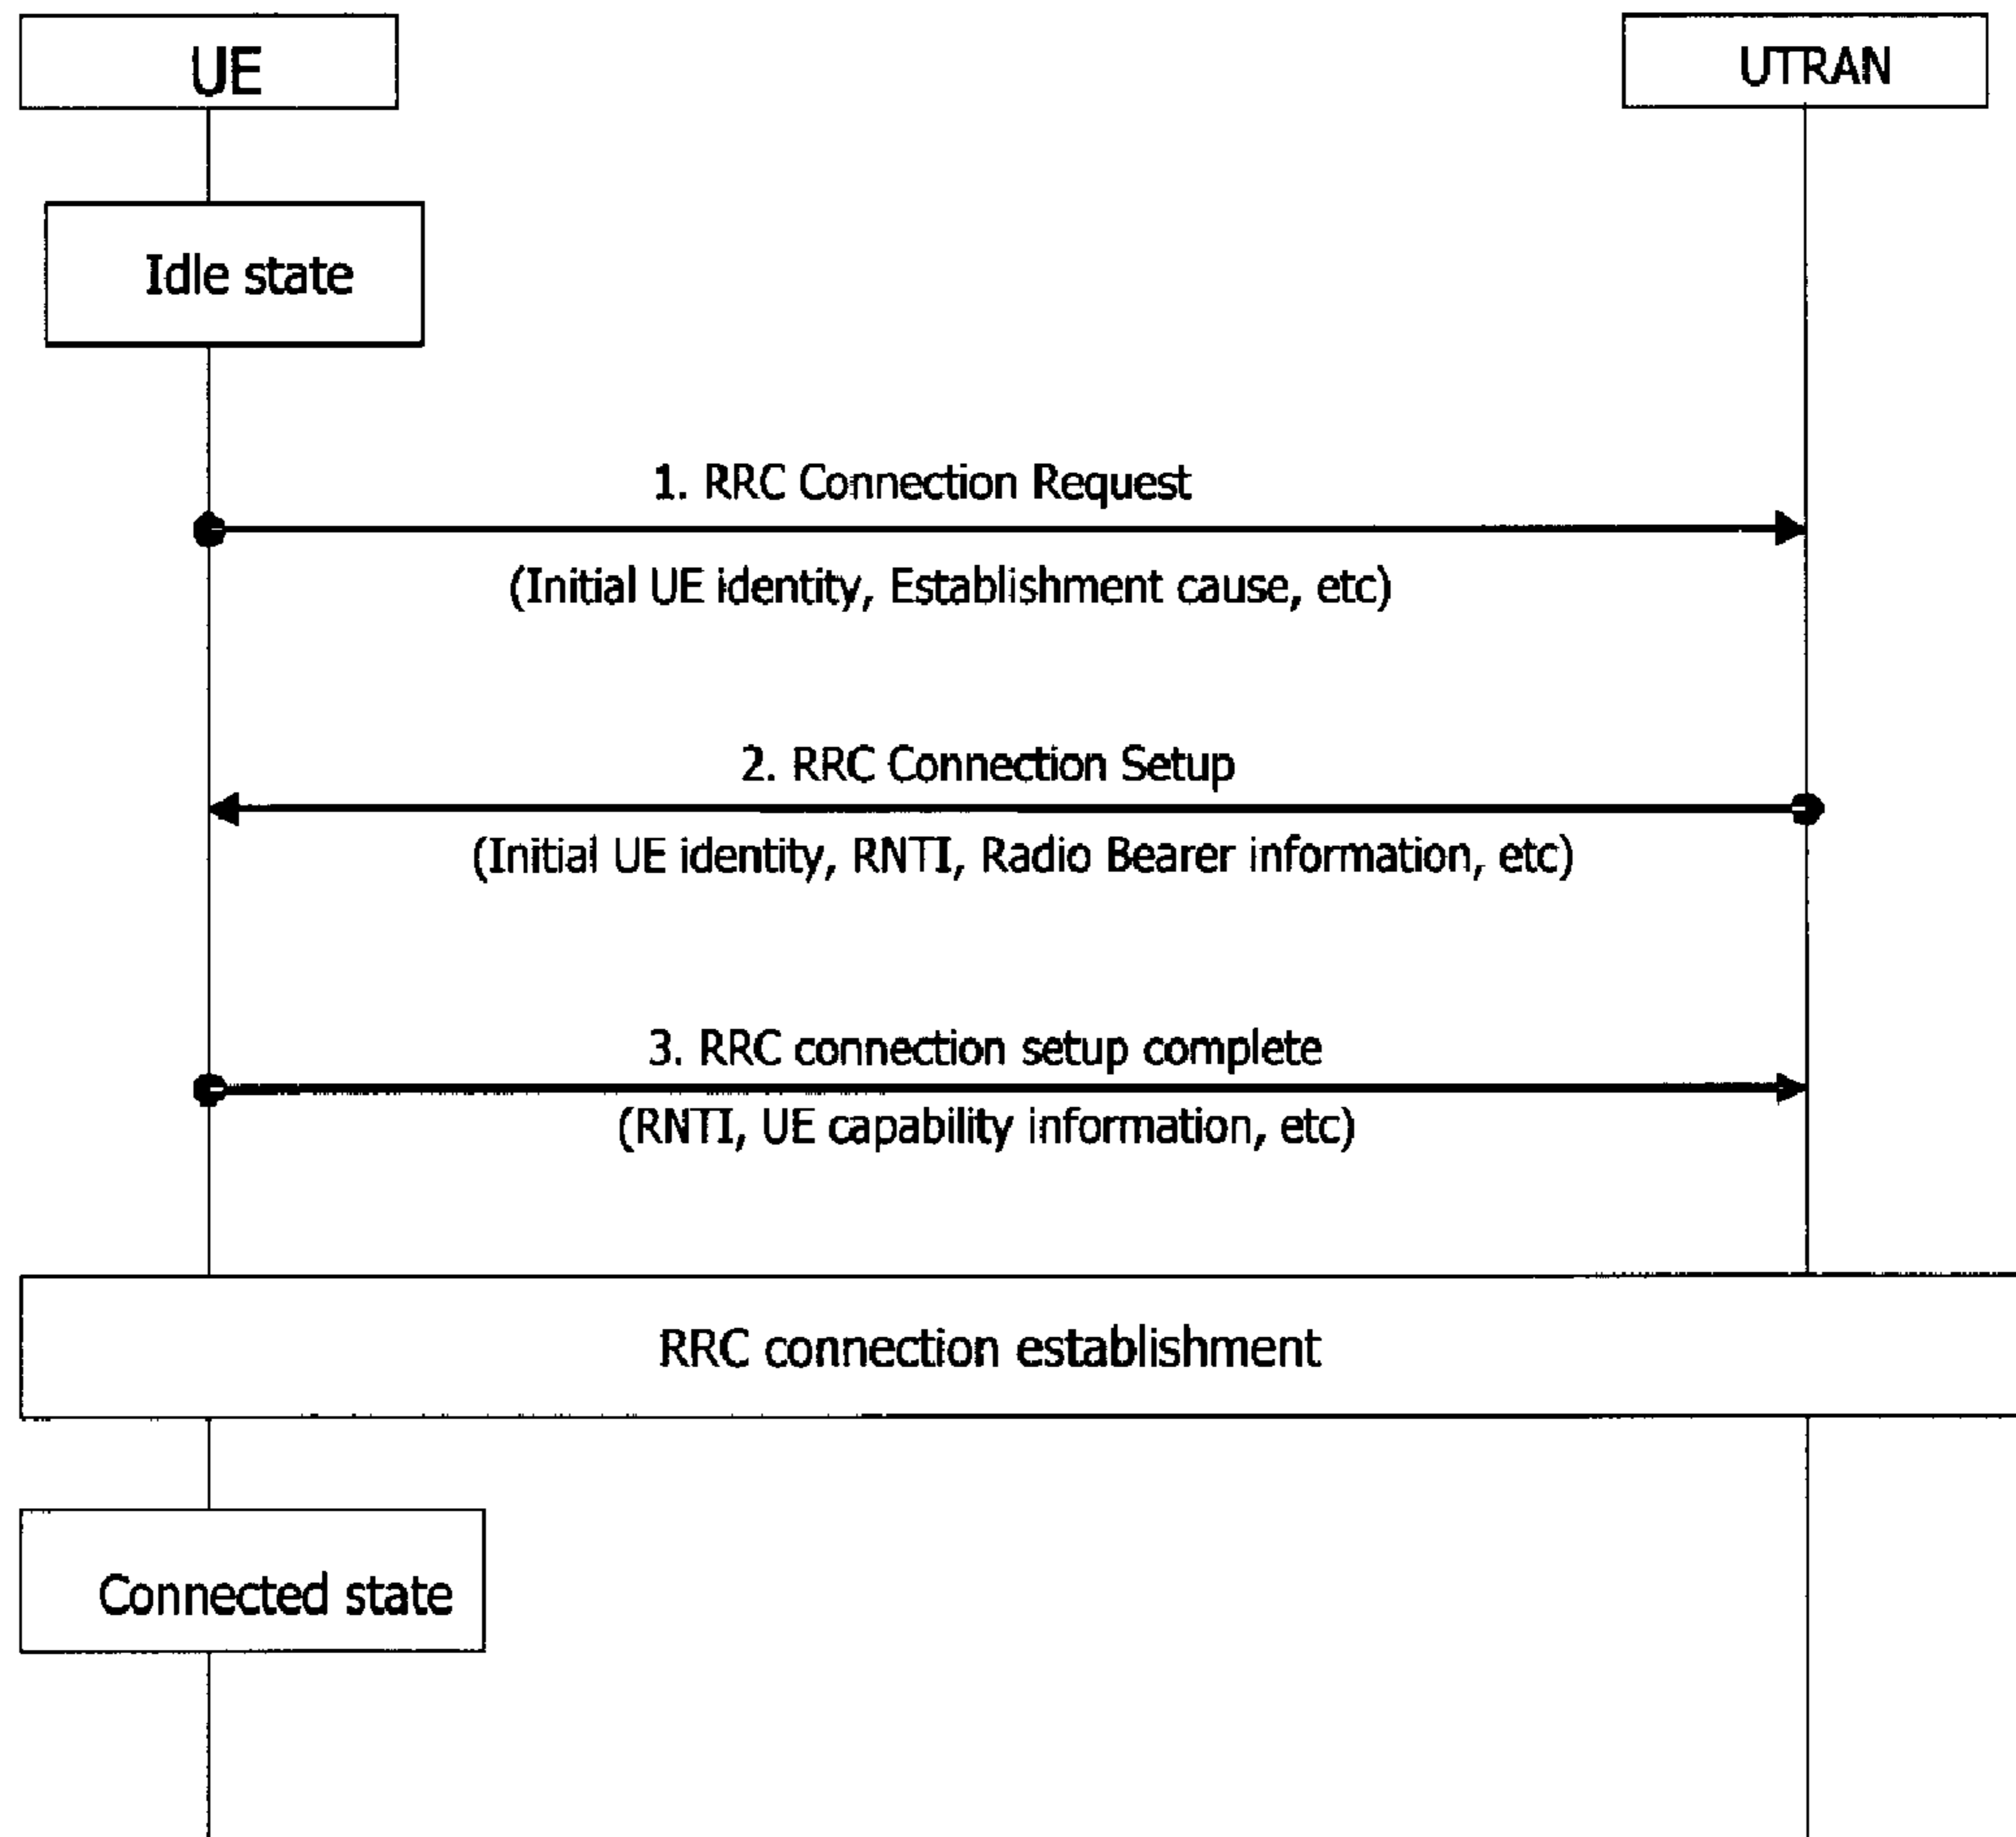 UE
UTRAN
Idle state
1. RRC Connection Request
(Initial UE identity, Establishment cause, etc)
2. RRC Connection Setup
(Initial UE identity, RNTI, Radio Bearer information, etc)
3. RRC connection setup complete
(RNTI, UE capability information, etc)
RRC connection establishment
Connected state